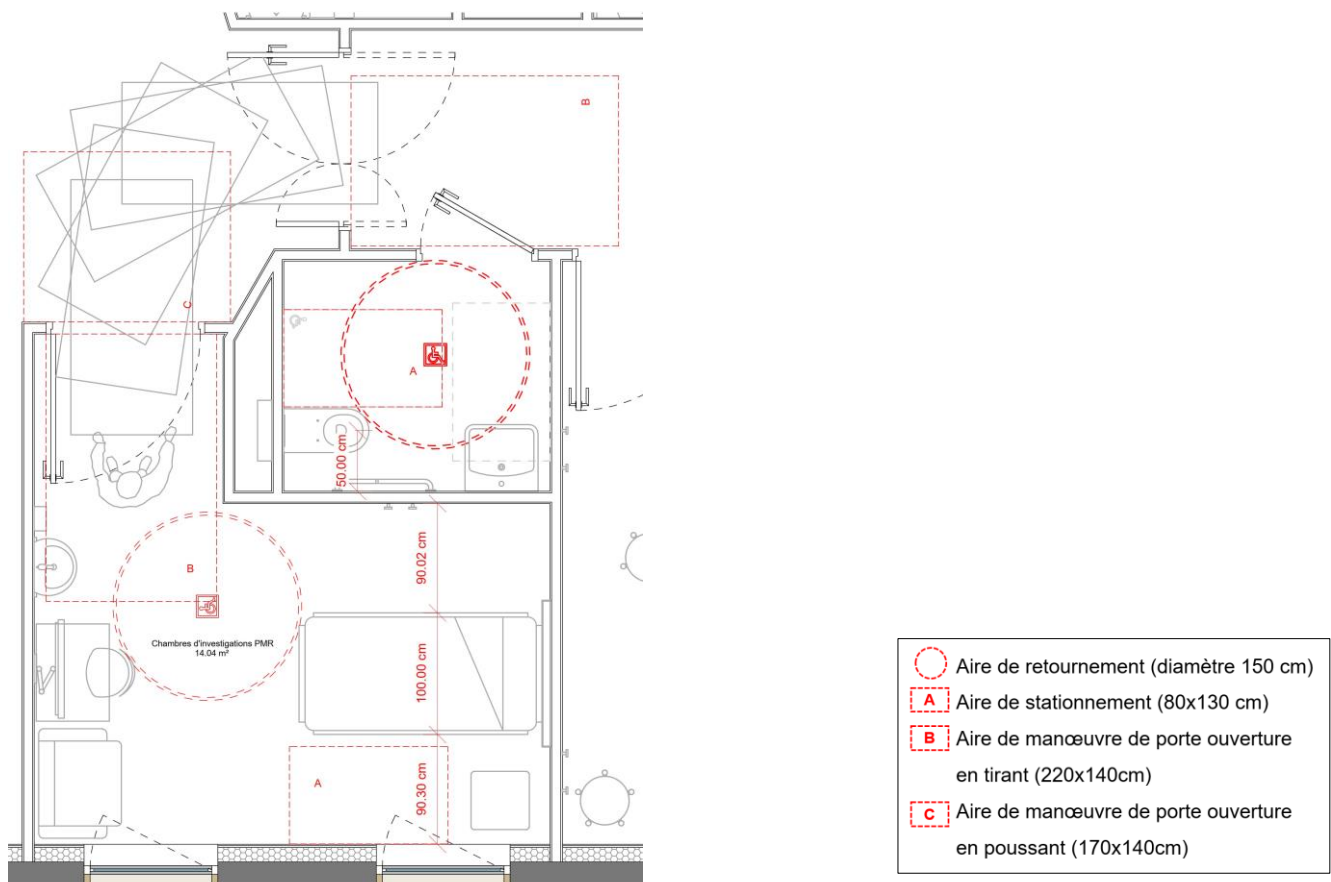 B
C
A
50.00 cm
90.02 cm
B
Chambres d'investigations PMR
14.04 m²
100.00 cm
A
90.30 cm
Aire de retournement (diamètre 150 cm)
A Aire de stationnement (80x130 cm)
B Aire de manœuvre de porte ouverture
en tirant (220x140cm)
C Aire de manœuvre de porte ouverture
en poussant (170x140cm)